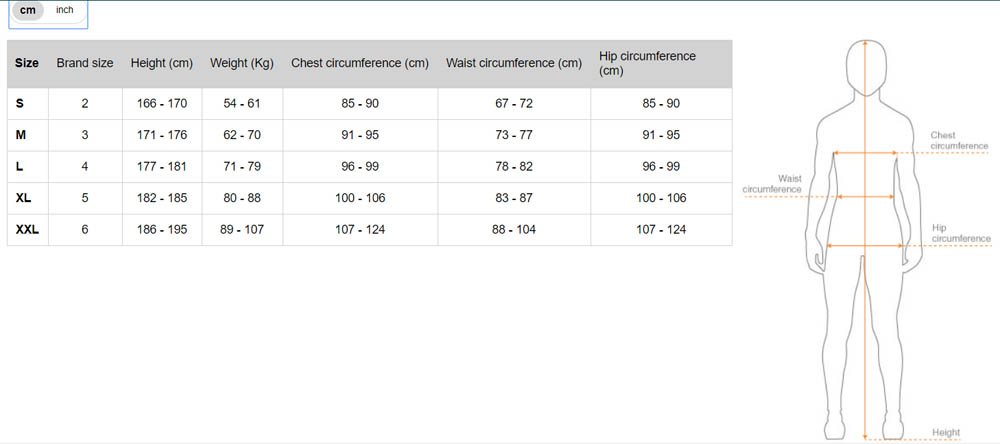 cm inch
Size Brand size Height (cm) Weight (Kg) Chest circumference (cm) Waist circumference (cm) Hip circumference
(cm)
S 2 166 - 170 54 - 61 85 - 90 67 - 72 85 - 90
M 3 171 - 176 62 - 70 91 - 95 73 - 77 91 - 95
L 4 177 - 181 71 - 79 96 - 99 78 - 82 96 - 99
XL 5 182 - 185 80 - 88 100 - 106 83 - 87 100 - 106
XXL 6 186 - 195 89 - 107 107 - 124 88 - 104 107 - 124
Chest
circumference
Waist
circumference
Hip
circumference
Height